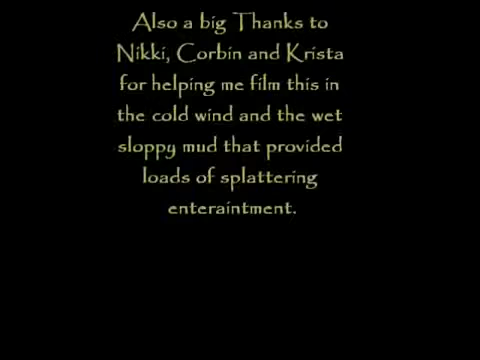 Also a big Thanks to
Nikki, Corbin and Krista
for helping me film this in
the cold wind and the wet
sloppy mud that provided
loads of splattering
enteraintment.